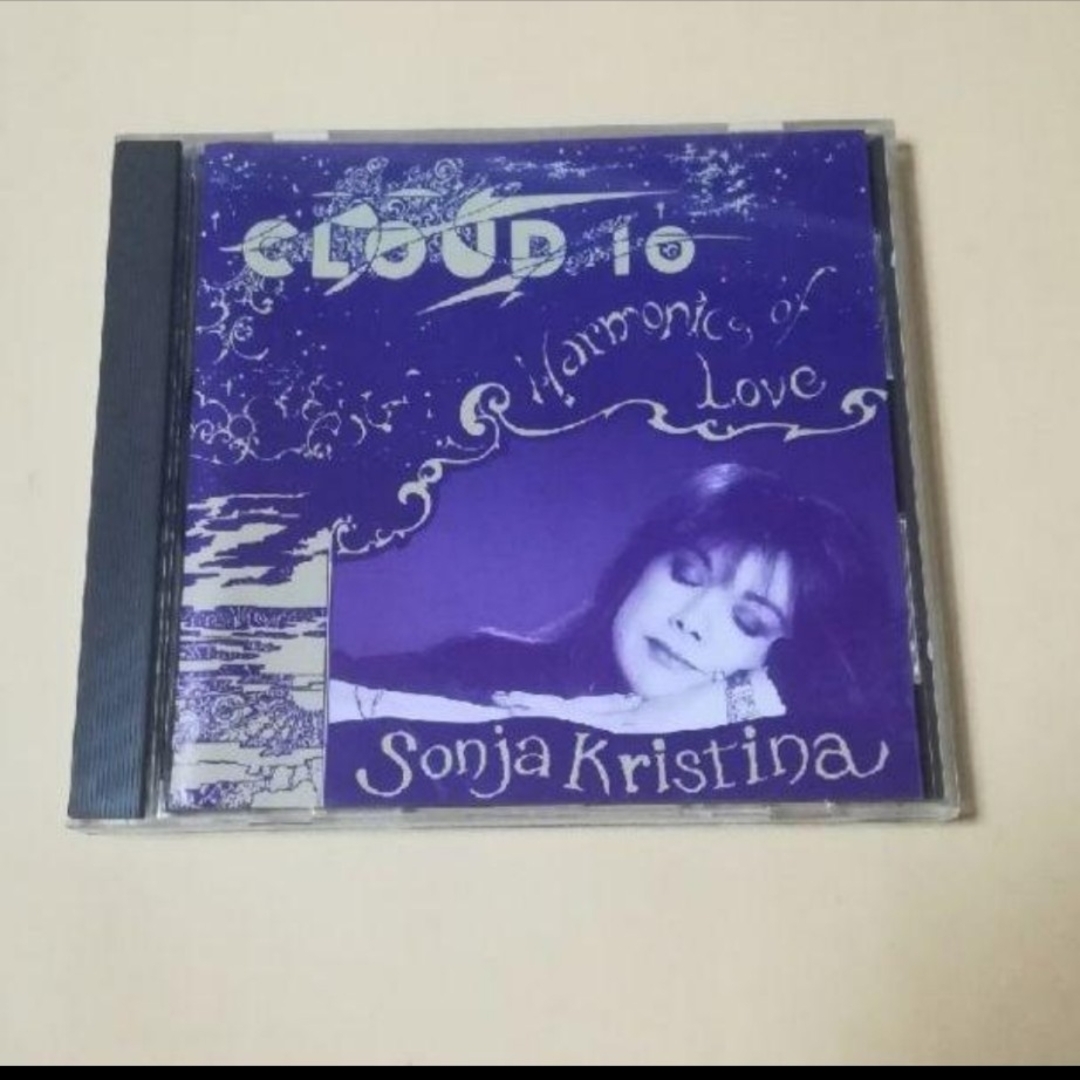 CLOUD 10
Harmonics of
Love
Sonja Kristina